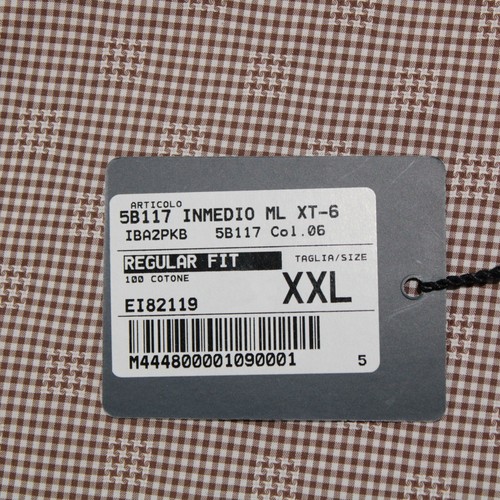 ARTICOLO
5B117 INMEDIO ML XT-6
IBA2PKB 5B117 Col.06
REGULAR FIT TAGLIA/SIZE
100 COTONE
EI82119 XXL
M444800001090001 5